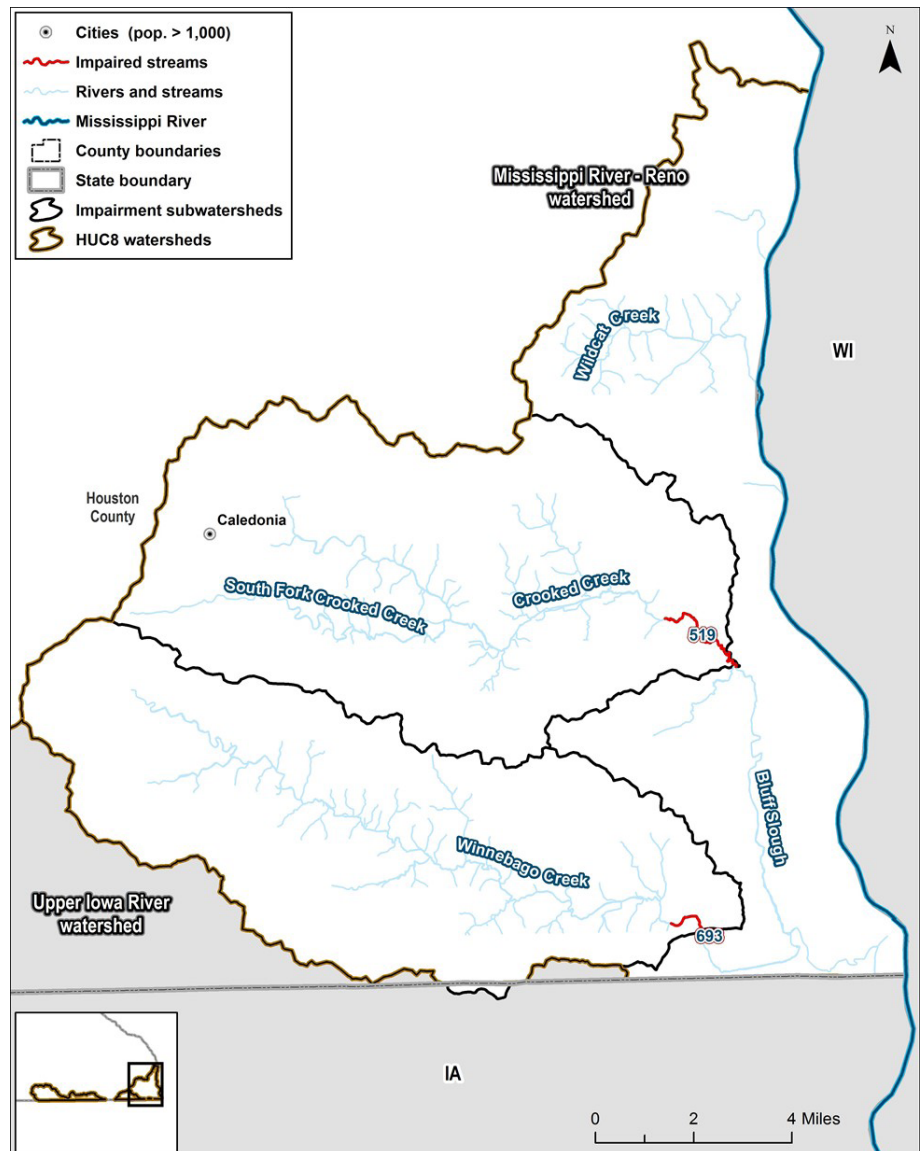 Cities (pop. > 1,000)
Impaired streams
Rivers and streams
Mississippi River
County boundaries
State boundary
Impairment subwatersheds
HUC8 watersheds
N
Mississippi River - Reno
watershed
Wildcat Creek
WI
Houston
County
Caledonia
South Fork Crooked Creek
Crooked Creek
519
Bluff Slough
Winnebago Creek
Upper Iowa River
watershed
693
IA
0 2 4 Miles